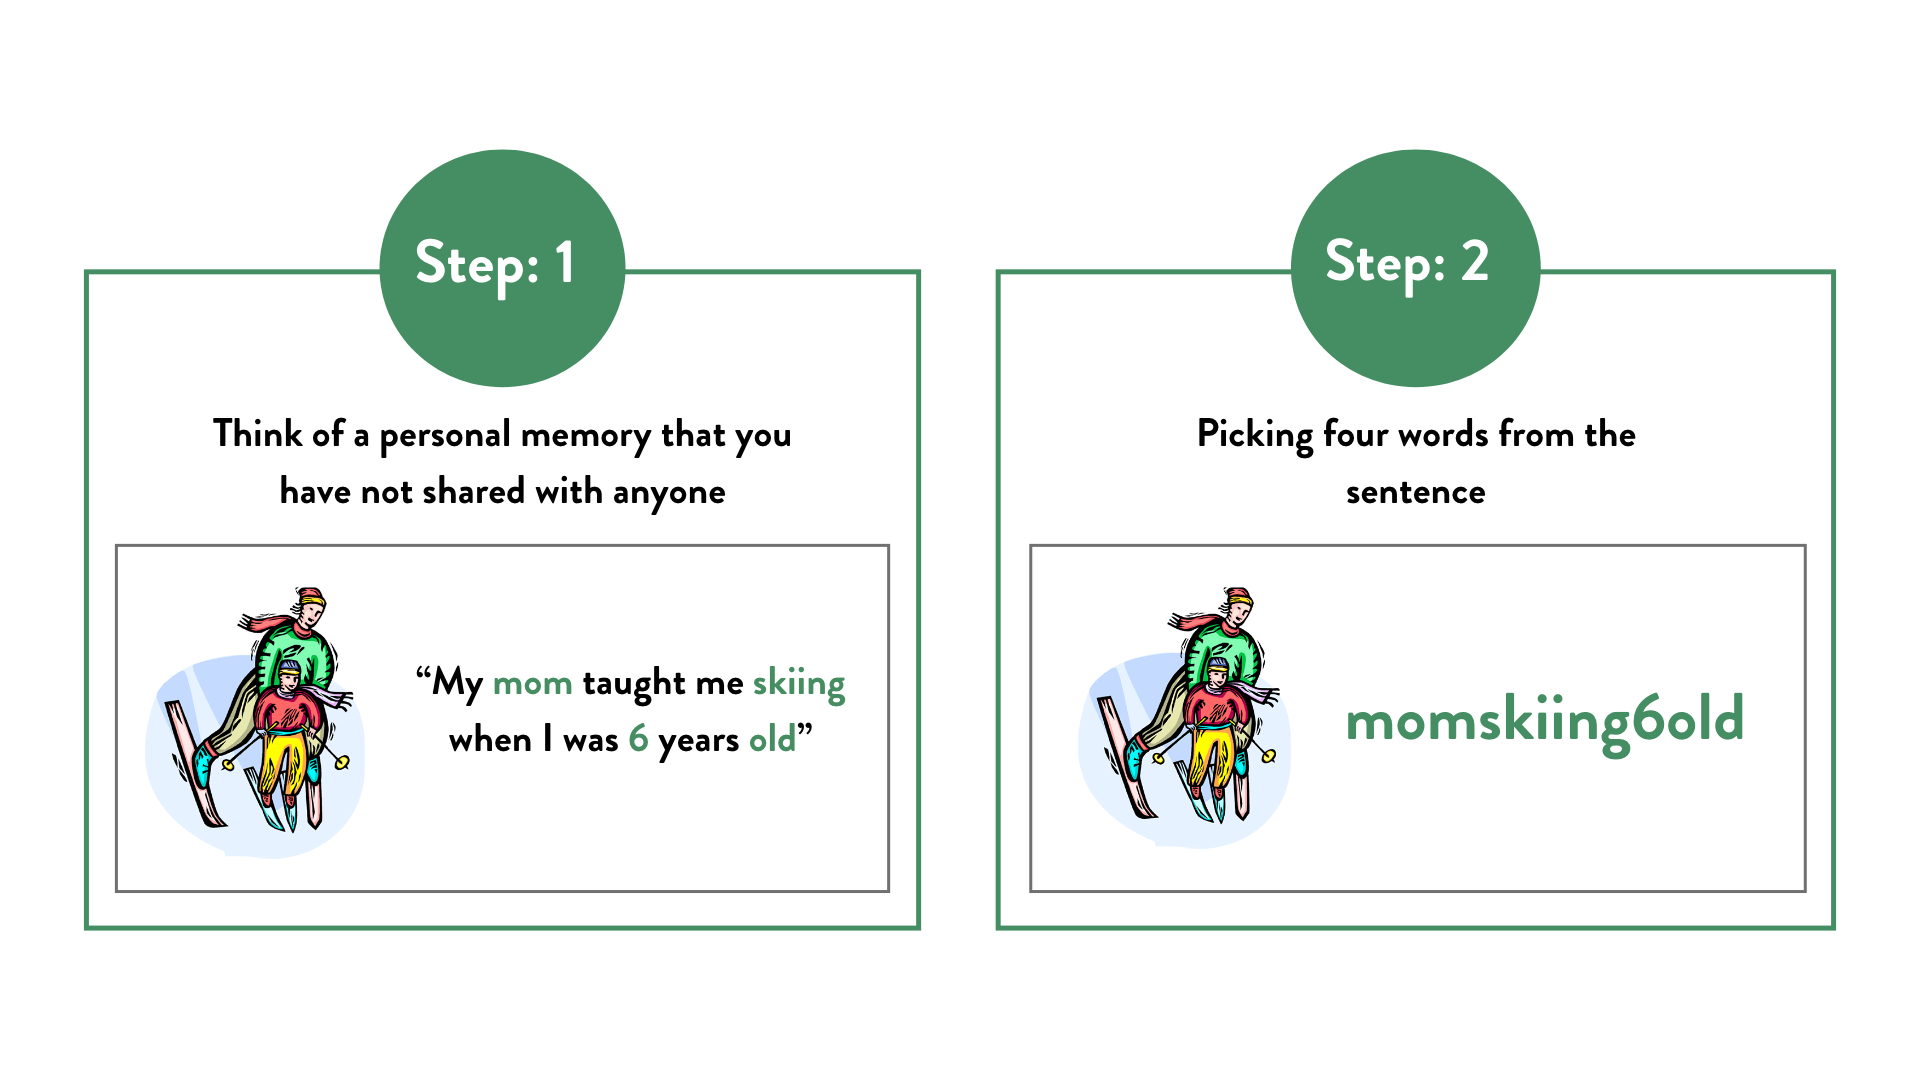 Step: 1
Think of a personal memory that you
have not shared with anyone
“My mom taught me skiing
when I was 6 years old”
Step: 2
Picking four words from the
sentence
momskiing6old